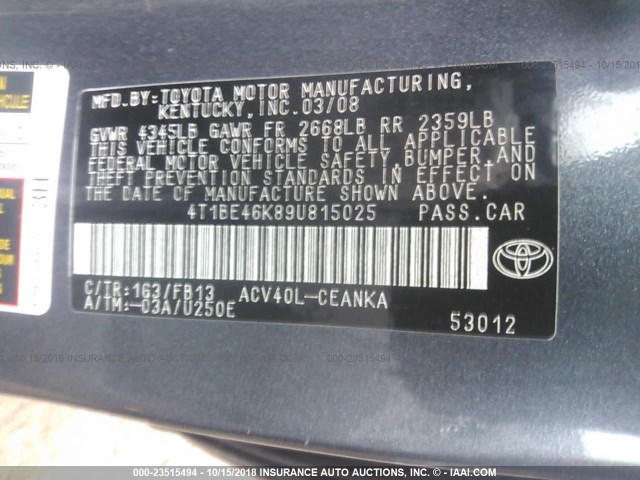 MFD.BY:TOYOTA MOTOR MANUFACTURING,
KENTUCKY,INC.03/08
GVWR 4345LB GAWR FR 2668LB RR 2359LB
THIS VEHICLE CONFORMS TO ALL APPLICABLE
FEDERAL MOTOR VEHICLE SAFETY,BUMPER,AND
THEFT PREVENTION STANDARDS IN EFFECT ON
THE DATE OF MANUFACTURE SHOWN ABOVE.
4T1BE46K89U815025 PASS.CAR
C/TR:1G3/FB13 ACV40L-CEANKA
A/TM:-03A/U250E
53012
TOYOTA
000-23515494 - 10/15/2018 INSURANCE AUTO AUCTIONS, INC. (C) - IAAI.COM